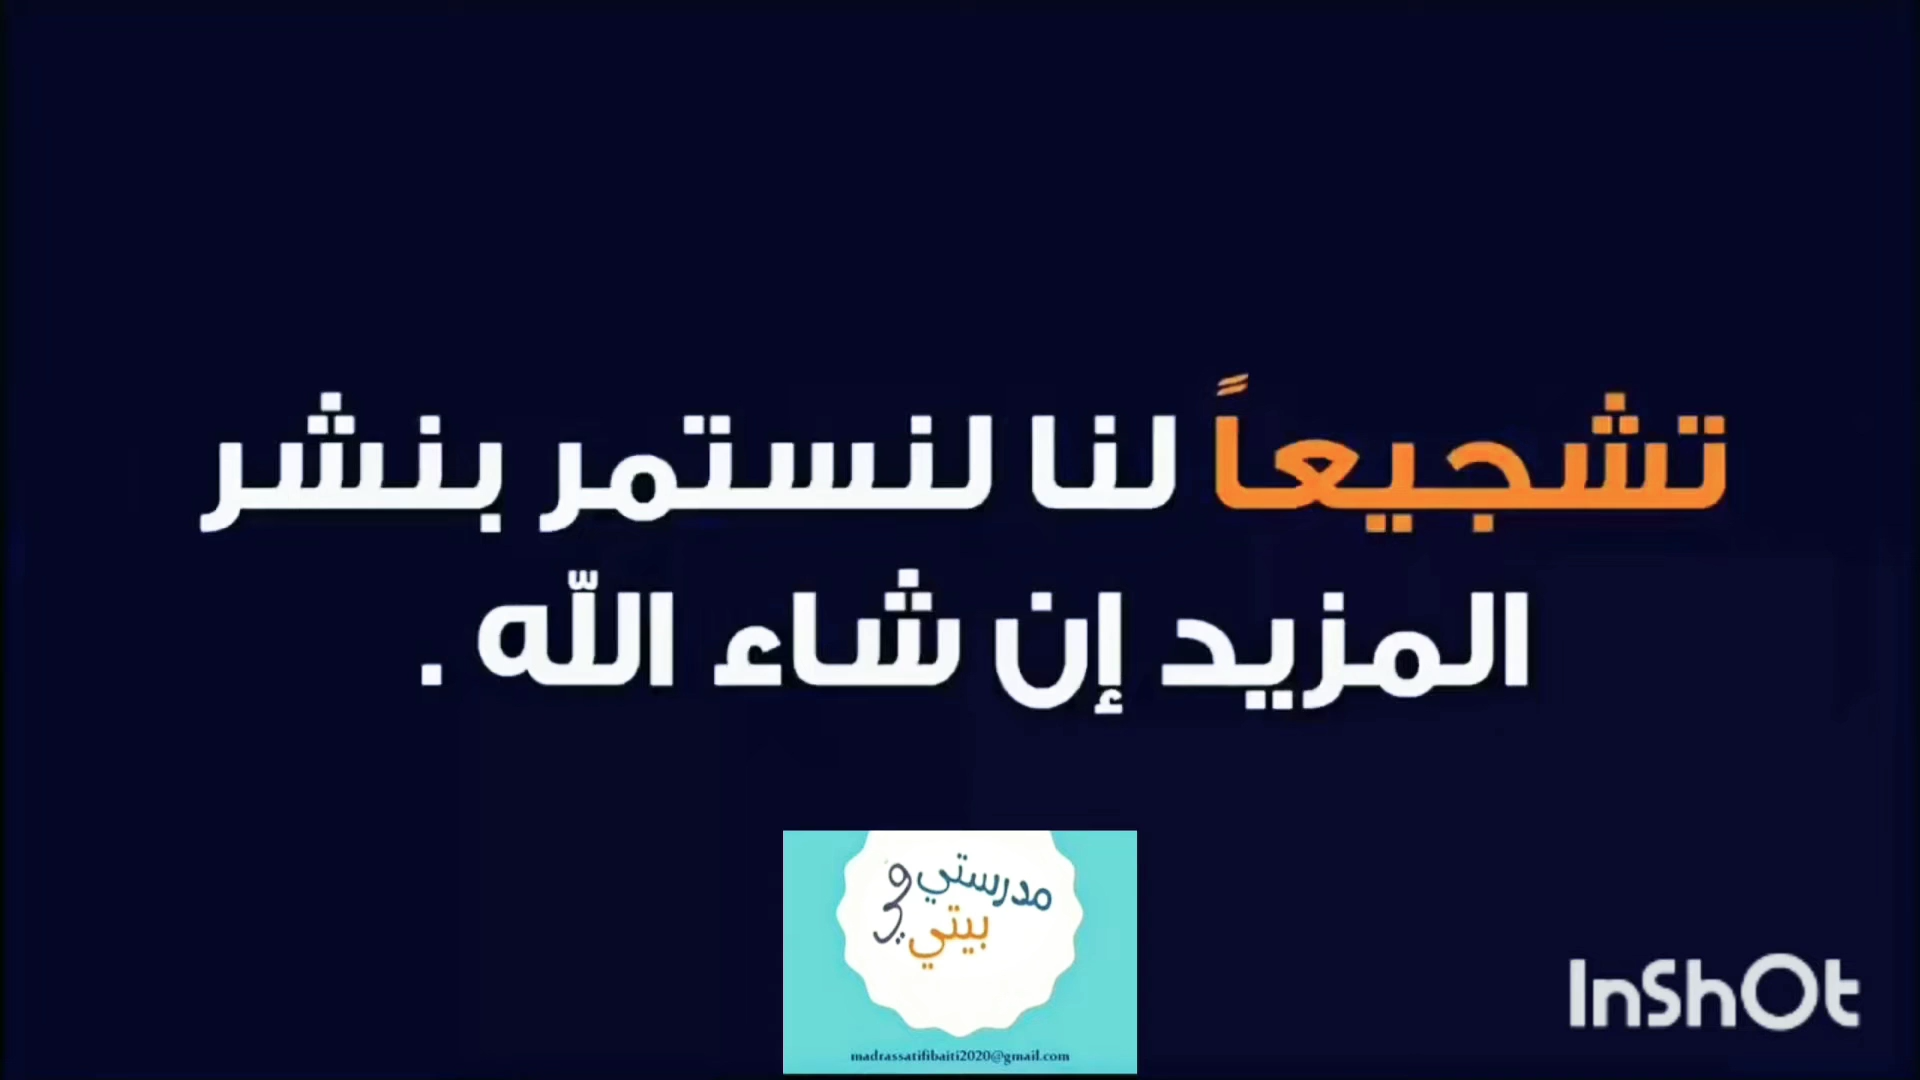 تشجيعاً لنا لنستمر بنشر
المزيد إن شاء اللّه .
مدرستي في
بيتي
madrassatifibaiti2020@gmail.com
InShOt